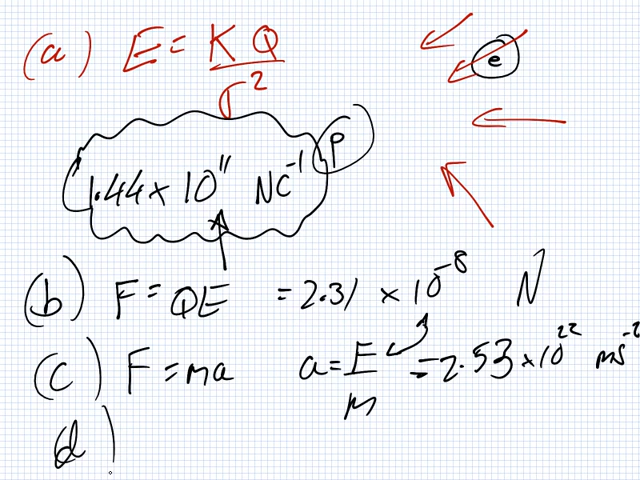 (a) E = KQ/r²
e
1.44 × 10¹¹ NC⁻¹ P
(b) F = QE = 2.31 × 10⁻⁸ N
(c) F = ma a = F/m = 2.53 × 10²² ms⁻²
d)